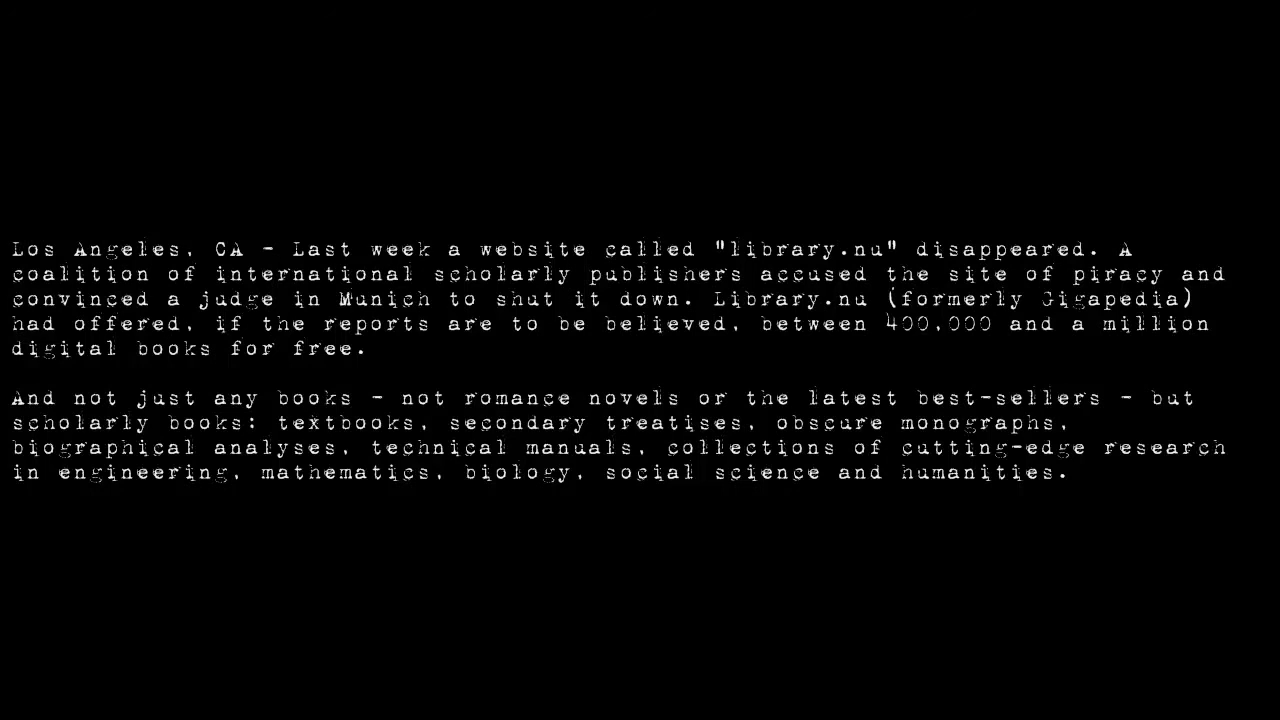 Los Angeles, CA - Last week a website called "library.nu" disappeared. A
coalition of international scholarly publishers accused the site of piracy and
convinced a judge in Munich to shut it down. Library.nu (formerly Gigapedia)
had offered, if the reports are to be believed, between 400,000 and a million
digital books for free.
And not just any books - not romance novels or the latest best-sellers - but
scholarly books: textbooks, secondary treatises, obscure monographs,
biographical analyses, technical manuals, collections of cutting-edge research
in engineering, mathematics, biology, social science and humanities.